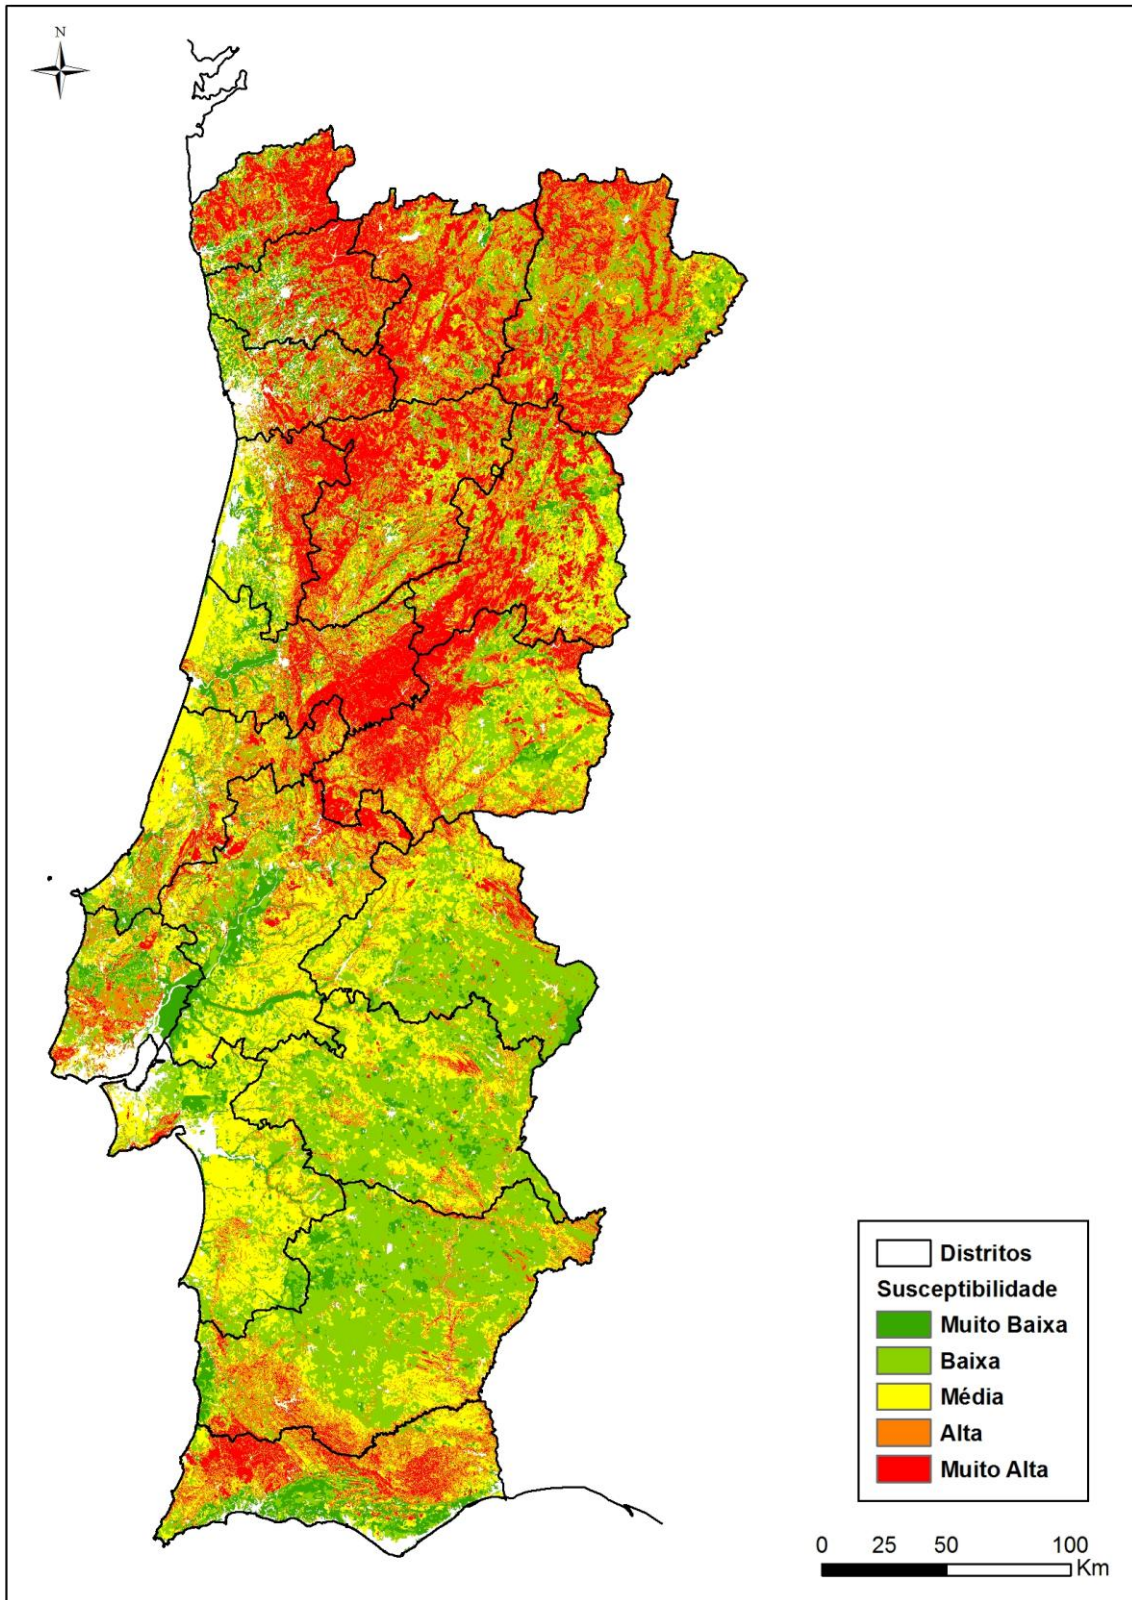 N
Distritos
Susceptibilidade
Muito Baixa
Baixa
Média
Alta
Muito Alta
0 25 50 100
Km